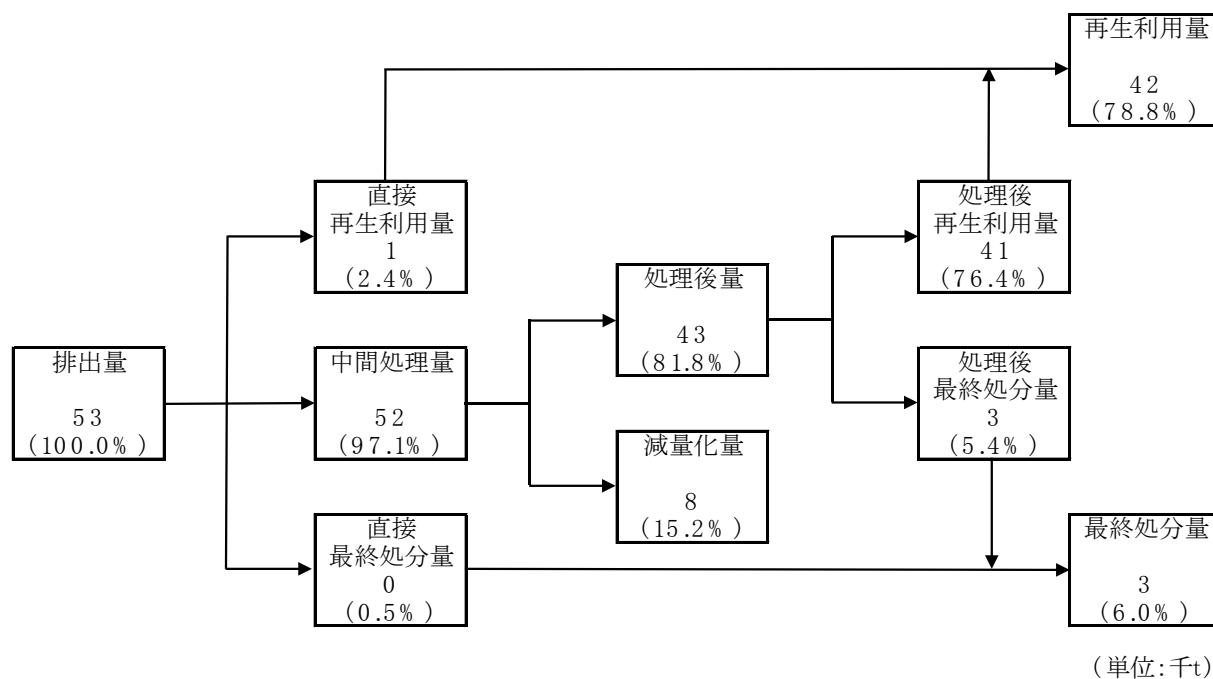 再生利用量
42
(78.8%)
直接
再生利用量
1
(2.4%)
処理後
再生利用量
41
(76.4%)
処理後量
43
(81.8%)
排出量
53
(100.0%)
中間処理量
52
(97.1%)
処理後
最終処分量
3
(5.4%)
減量化量
8
(15.2%)
直接
最終処分量
0
(0.5%)
最終処分量
3
(6.0%)
(単位:千t)